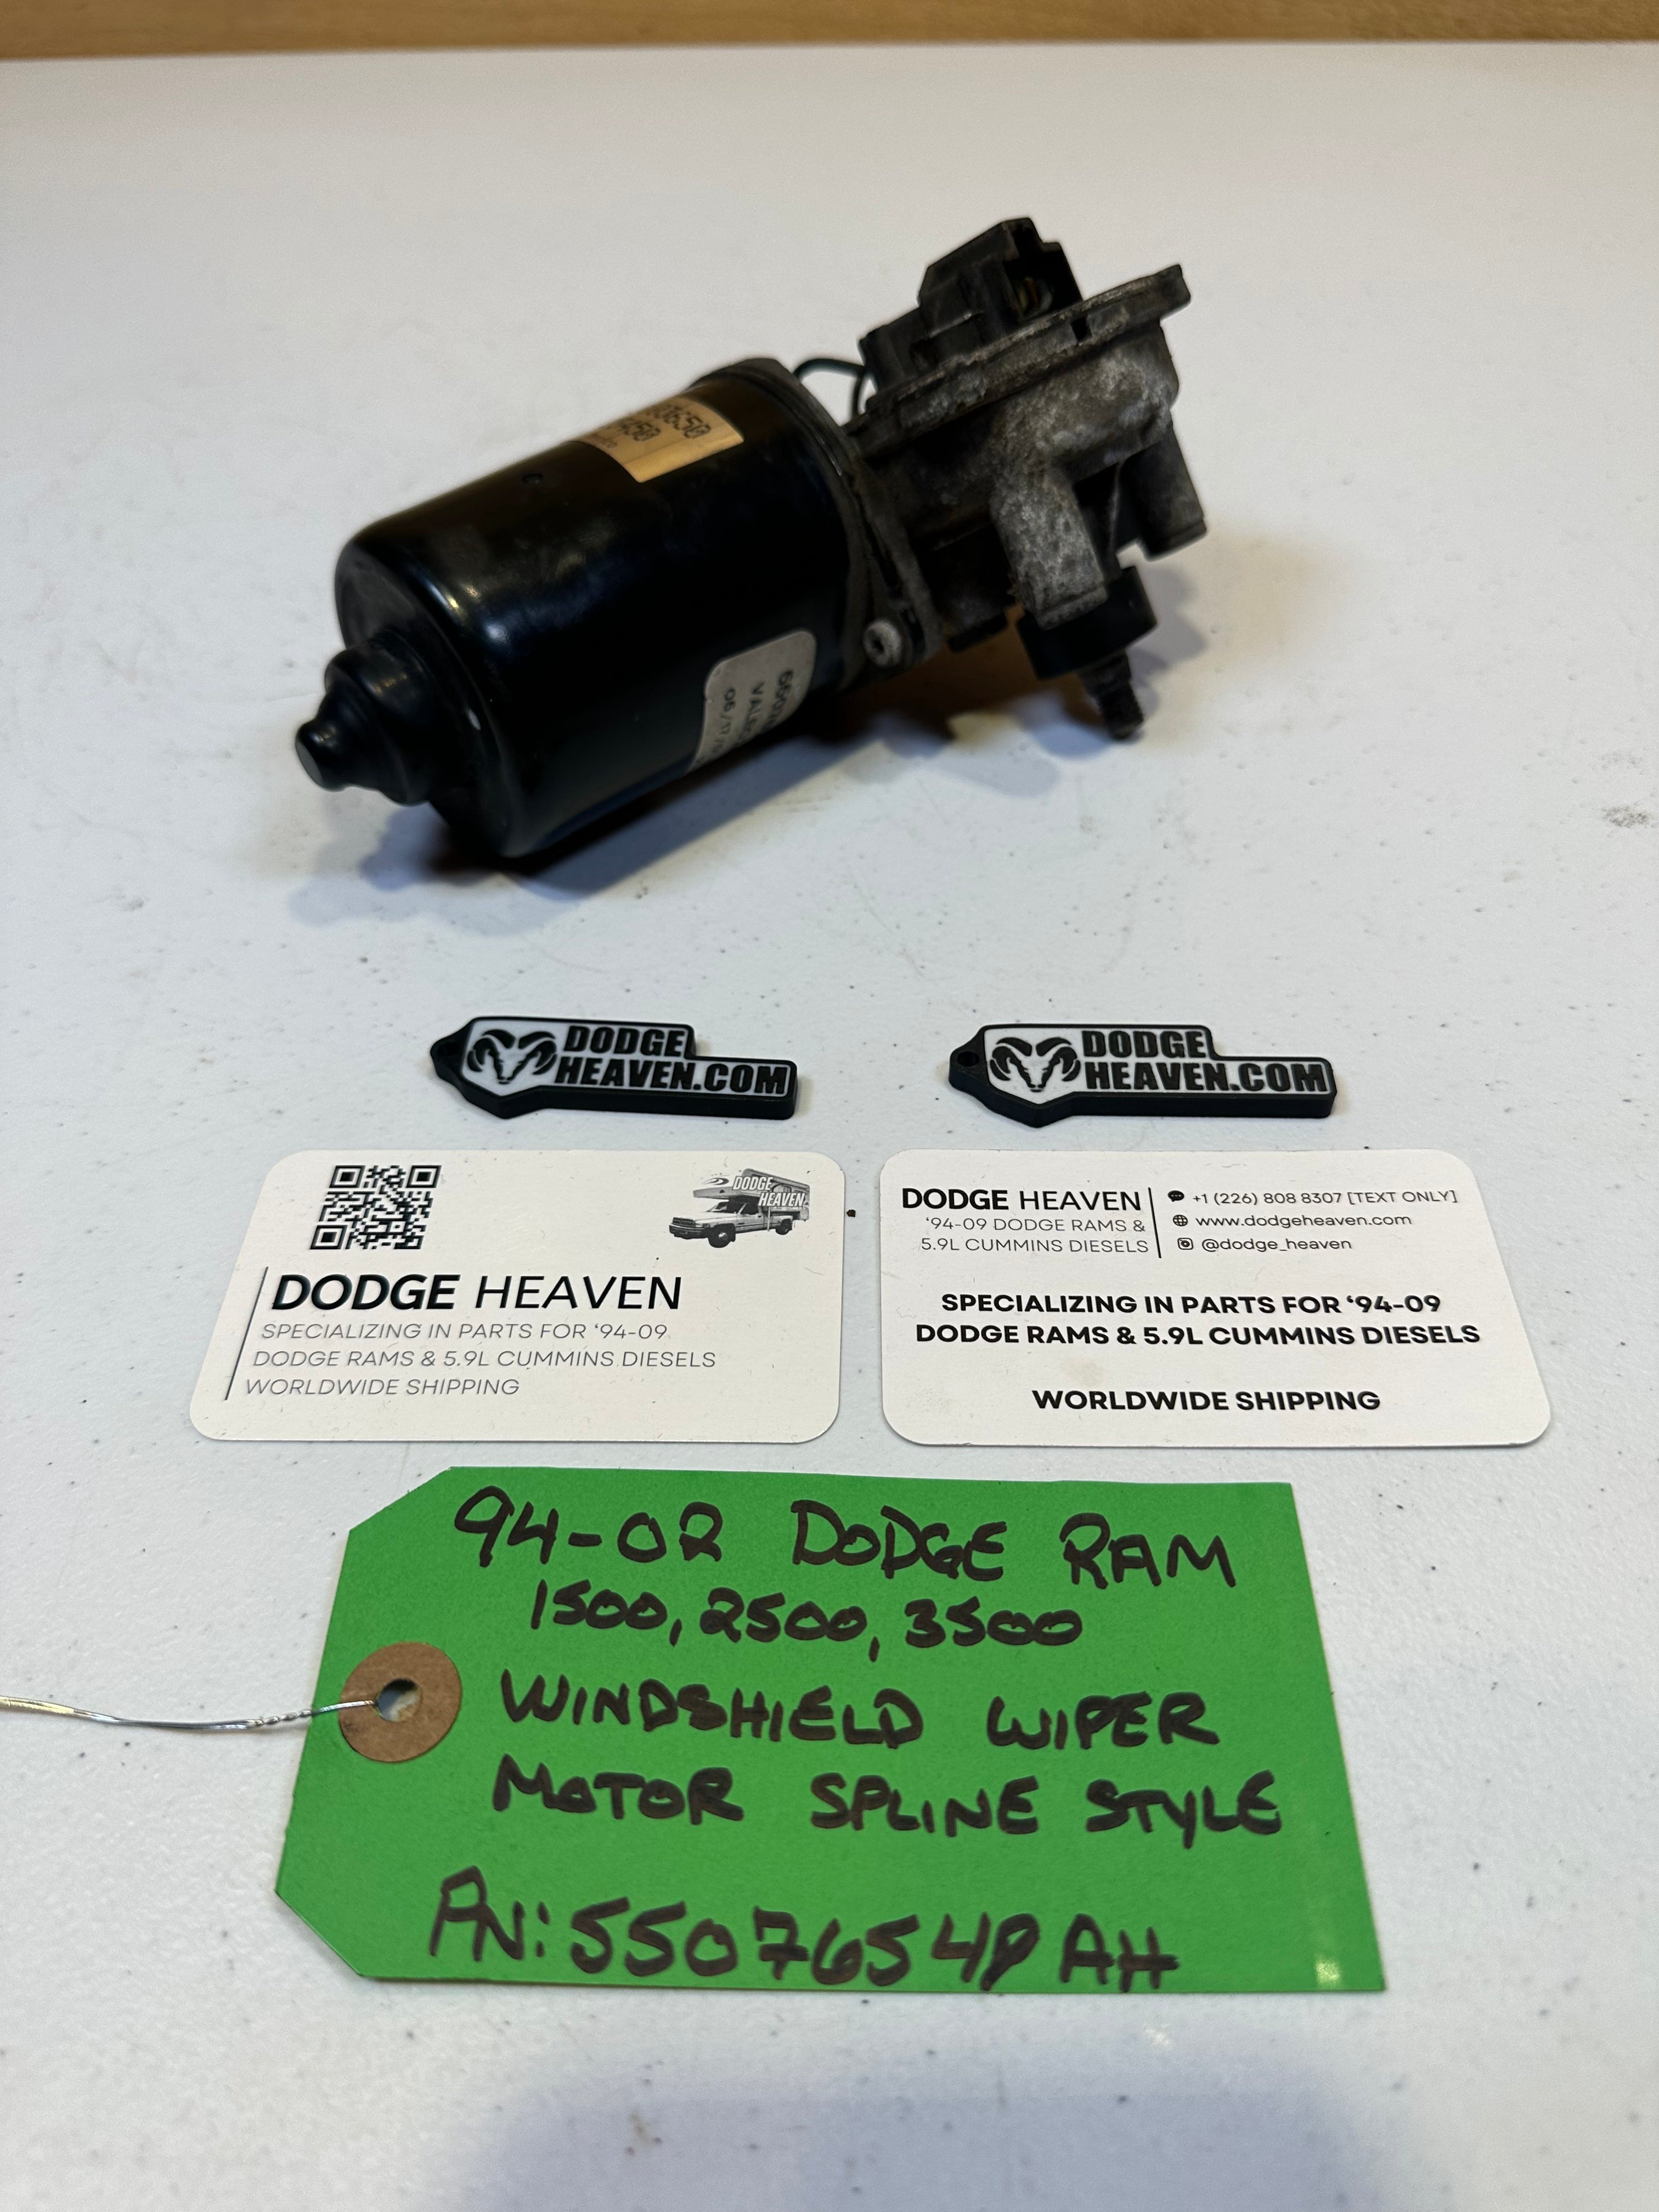 DODGE
HEAVEN.COM
DODGE
HEAVEN.COM
DODGE
HEAVEN
DODGE HEAVEN
SPECIALIZING IN PARTS FOR ‘94-09
DODGE RAMS & 5.9L CUMMINS DIESELS
WORLDWIDE SHIPPING
DODGE HEAVEN
‘94-09 DODGE RAMS &
5.9L CUMMINS DIESELS
+1 (226) 808 8307 [TEXT ONLY]
www.dodgeheaven.com
@dodge_heaven
SPECIALIZING IN PARTS FOR ‘94-09
DODGE RAMS & 5.9L CUMMINS DIESELS
WORLDWIDE SHIPPING
94-02 DODGE RAM
1500, 2500, 3500
WINDSHIELD WIPER
MOTOR SPLINE STYLE
PN: 55076549 AH